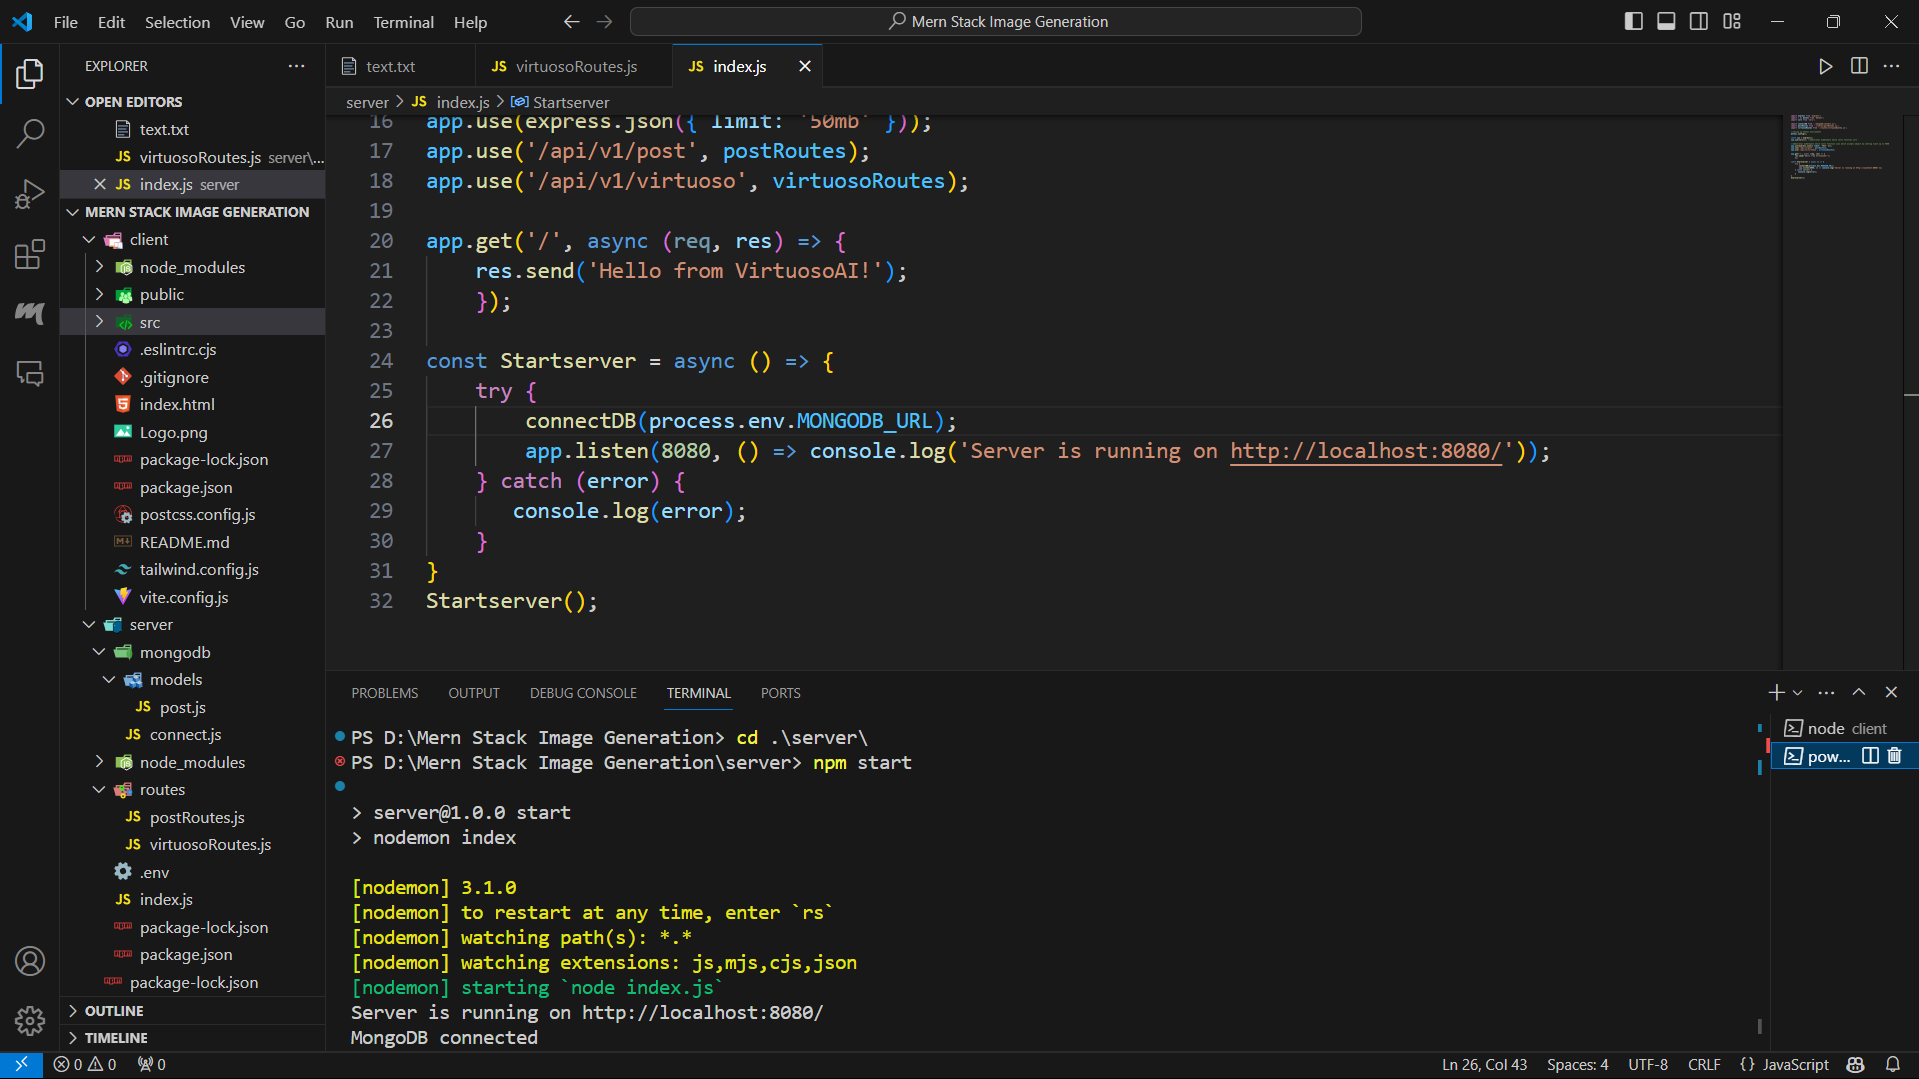 File Edit Selection View Go Run Terminal Help
Mern Stack Image Generation
EXPLORER
OPEN EDITORS
text.txt
JS virtuosoRoutes.js server\...
JS index.js server
MERN STACK IMAGE GENERATION
client
node_modules
public
src
.eslintrc.cjs
.gitignore
index.html
Logo.png
package-lock.json
package.json
postcss.config.js
README.md
tailwind.config.js
vite.config.js
server
mongodb
models
JS post.js
JS connect.js
node_modules
routes
JS postRoutes.js
JS virtuosoRoutes.js
.env
JS index.js
package-lock.json
package.json
package-lock.json
OUTLINE
TIMELINE
text.txt
JS virtuosoRoutes.js
JS index.js
server > JS index.js > Startserver
16 app.use(express.json({ limit: '50mb' }));
17 app.use('/api/v1/post', postRoutes);
18 app.use('/api/v1/virtuoso', virtuosoRoutes);
19
20 app.get('/', async (req, res) => {
21 res.send('Hello from VirtuosoAI!');
22 });
23
24 const Startserver = async () => {
25 try {
26 connectDB(process.env.MONGODB_URL);
27 app.listen(8080, () => console.log('Server is running on http://localhost:8080/'));
28 } catch (error) {
29 console.log(error);
30 }
31 }
32 Startserver();
PROBLEMS OUTPUT DEBUG CONSOLE TERMINAL PORTS
PS D:\Mern Stack Image Generation> cd .\server\
PS D:\Mern Stack Image Generation\server> npm start
> server@1.0.0 start
> nodemon index
[nodemon] 3.1.0
[nodemon] to restart at any time, enter `rs`
[nodemon] watching path(s): *.*
[nodemon] watching extensions: js,mjs,cjs,json
[nodemon] starting `node index.js`
Server is running on http://localhost:8080/
MongoDB connected
node client
pow...
0 0 0
Ln 26, Col 43 Spaces: 4 UTF-8 CRLF {} JavaScript